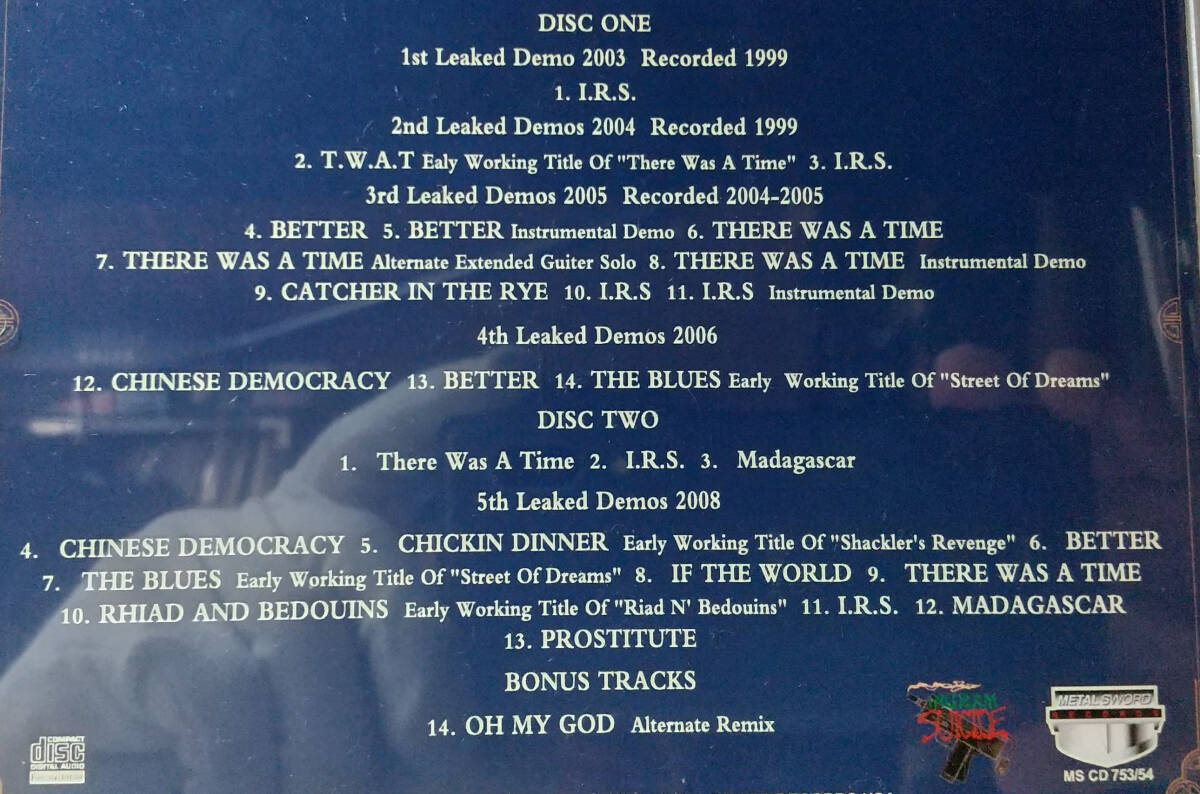 DISC ONE
1st Leaked Demo 2003 Recorded 1999
1. I.R.S.
2nd Leaked Demos 2004 Recorded 1999
2. T.W.A.T Ealy Working Title Of "There Was A Time" 3. I.R.S.
3rd Leaked Demos 2005 Recorded 2004-2005
4. BETTER 5. BETTER Instrumental Demo 6. THERE WAS A TIME
7. THERE WAS A TIME Alternate Extended Guiter Solo 8. THERE WAS A TIME Instrumental Demo
9. CATCHER IN THE RYE 10. I.R.S 11. I.R.S Instrumental Demo
4th Leaked Demos 2006
12. CHINESE DEMOCRACY 13. BETTER 14. THE BLUES Early Working Title Of "Street Of Dreams"
DISC TWO
1. There Was A Time 2. I.R.S. 3. Madagascar
5th Leaked Demos 2008
4. CHINESE DEMOCRACY 5. CHICKIN DINNER Early Working Title Of "Shackler's Revenge" 6. BETTER
7. THE BLUES Early Working Title Of "Street Of Dreams" 8. IF THE WORLD 9. THERE WAS A TIME
10. RHIAD AND BEDOUINS Early Working Title Of "Riad N' Bedouins" 11. I.R.S. 12. MADAGASCAR
13. PROSTITUTE
BONUS TRACKS
14. OH MY GOD Alternate Remix
COMPACT
disc
DIGITAL AUDIO
SUICIDE
METAL SWORD
RECORDS
MS CD 753/54